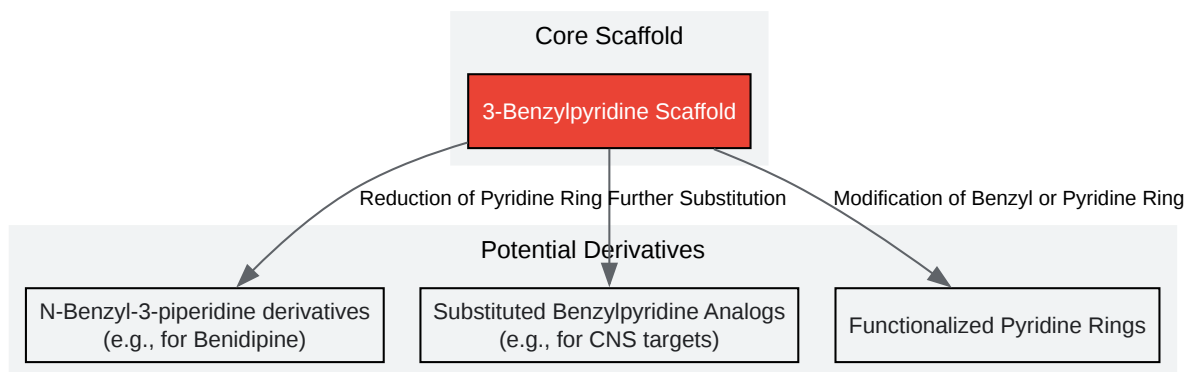 Core Scaffold
3-Benzylpyridine Scaffold
Reduction of Pyridine Ring
Further Substitution
Modification of Benzyl or Pyridine Ring
Potential Derivatives
N-Benzyl-3-piperidine derivatives
(e.g., for Benidipine)
Substituted Benzylpyridine Analogs
(e.g., for CNS targets)
Functionalized Pyridine Rings